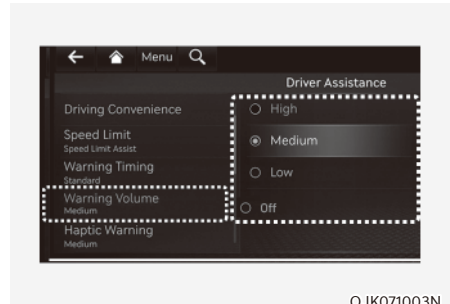 Menu
Driver Assistance
Driving Convenience
High
Speed Limit
Speed Limit Assist
Medium
Warning Timing
Standard
Low
Warning Volume
Medium
Off
Haptic Warning
Medium
OJK071003N